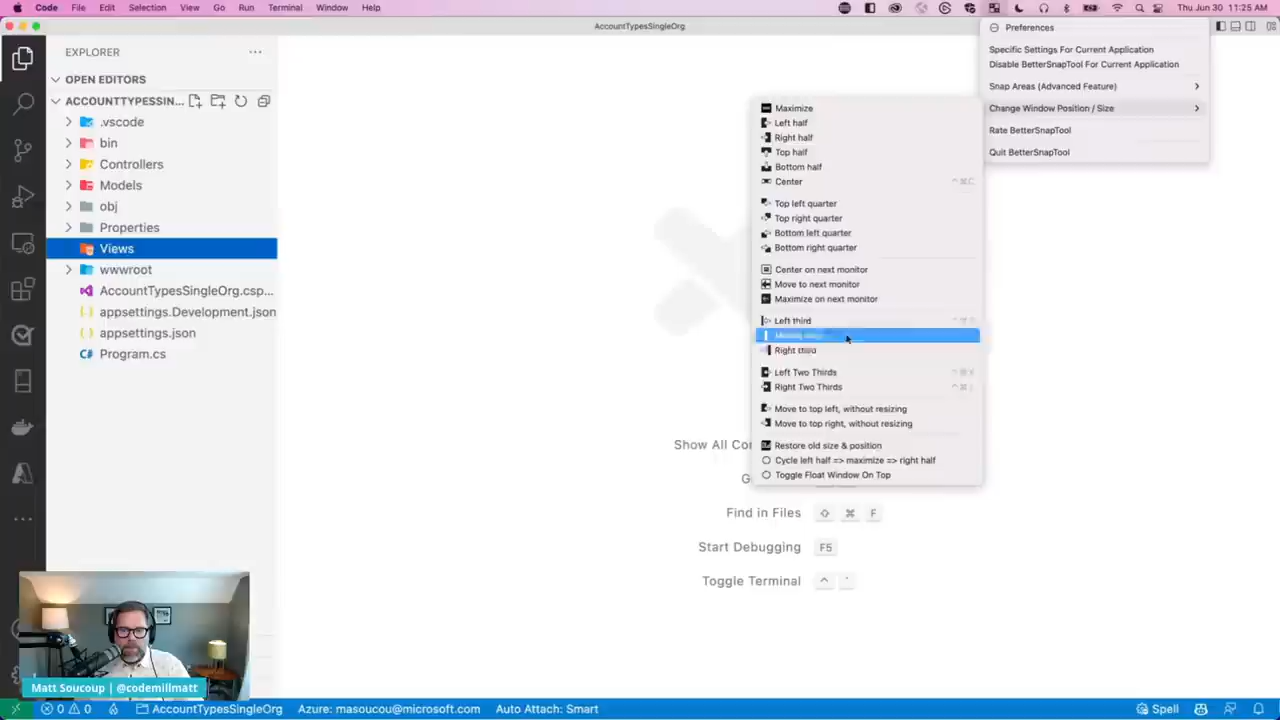 Code File Edit Selection Views Go Run Terminal Window Help
Thu Jun 30 11:25 AM
AccountTypesSingleOrg
EXPLORER
OPEN EDITORS
ACCOUNTTYPESSIN...
.vscode
bin
Controllers
Models
obj
Properties
Views
wwwroot
AccountTypesSingleOrg.csp...
appsettings.Development.json
appsettings.json
Program.cs
Preferences
Specific Settings For Current Application
Disable BetterSnapTool For Current Application
Snap Areas (Advanced Feature)
Change Window Position / Size
Rate BetterSnapTool
Quit BetterSnapTool
Maximize
Left half
Right half
Top half
Bottom half
Center ^⌘C
Top left quarter
Top right quarter
Bottom left quarter
Bottom right quarter
Center on next monitor
Move to next monitor
Maximize on next monitor
Left third
Right third
Left Two Thirds
Right Two Thirds
Move to top left, without resizing
Move to top right, without resizing
Restore old size & position
Cycle left half => maximize => right half
Toggle Float Window On Top
Show All Co
G
Find in Files ⇧ ⌘ F
Start Debugging F5
Toggle Terminal ^ `
Matt Soucoup | @codemillmatt
0 0 AccountTypesSingleOrg Azure: masoucou@microsoft.com Auto Attach: Smart Spell